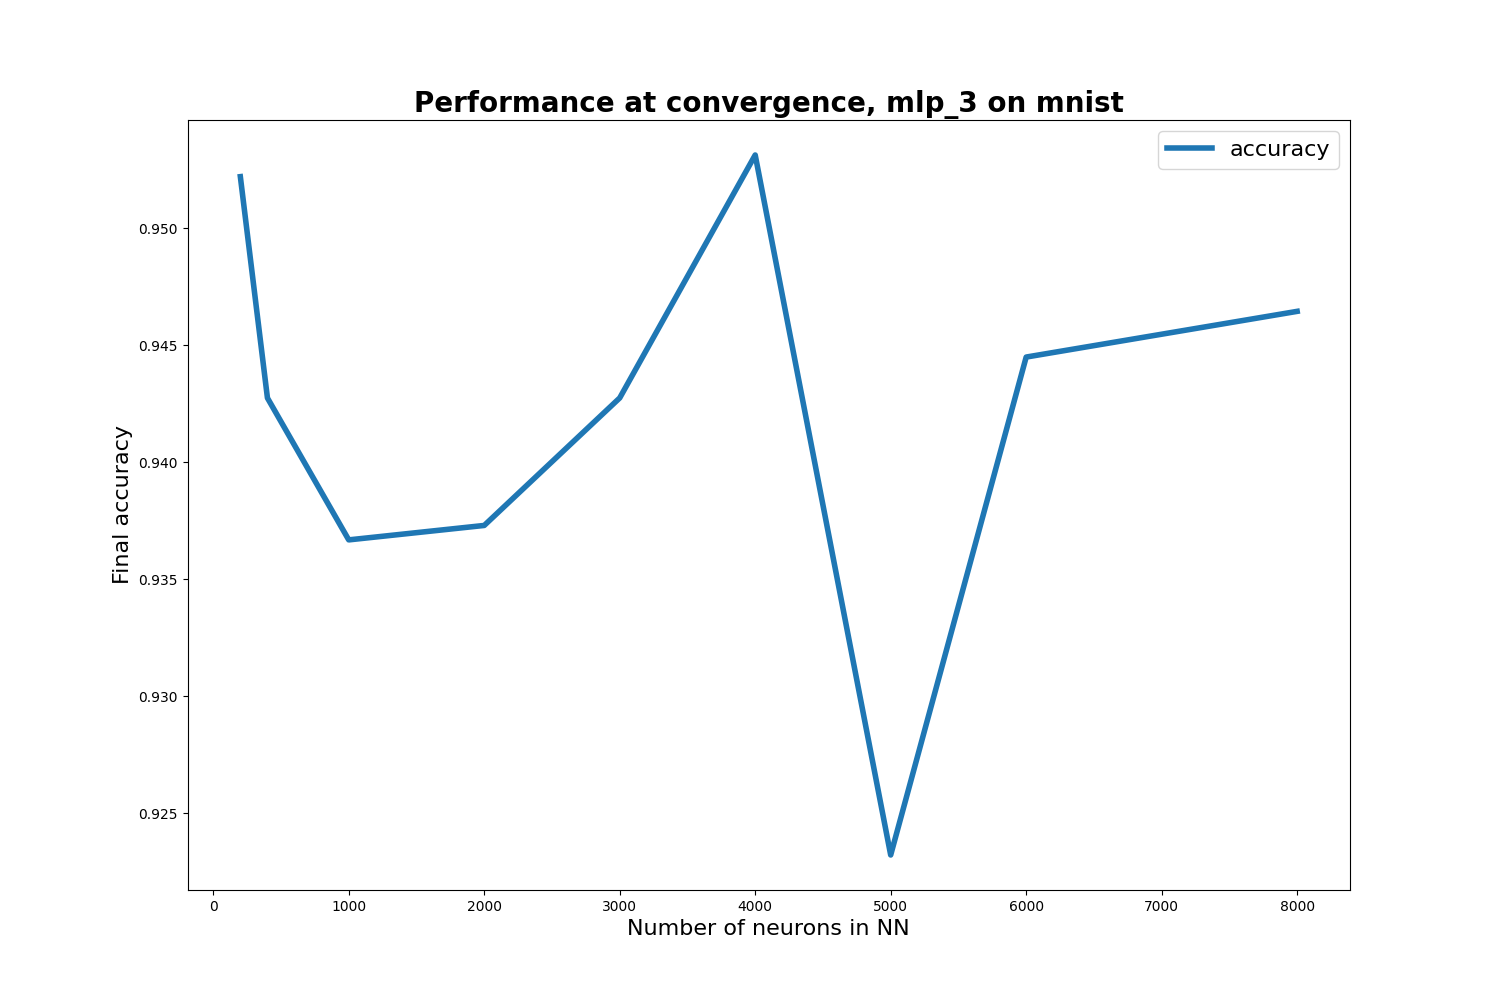 Performance at convergence, mlp_3 on mnist
accuracy
0.950
0.945
0.940
0.935
0.930
0.925
Final accuracy
0 1000 2000 3000 4000 5000 6000 7000 8000
Number of neurons in NN